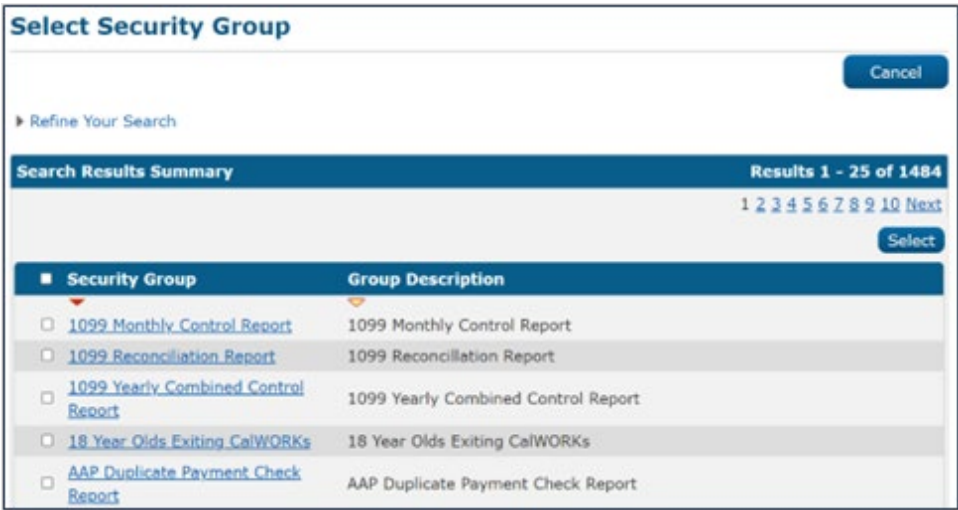 Select Security Group
Cancel
Refine Your Search
Search Results Summary Results 1 - 25 of 1484
1 2 3 4 5 6 7 8 9 10 Next
Select
Security Group Group Description
1099 Monthly Control Report 1099 Monthly Control Report
1099 Reconciliation Report 1099 Reconcillation Report
1099 Yearly Combined Control
Report
1099 Yearly Combined Control Report
18 Year Olds Exiting CalWORKs 18 Year Olds Exiting CalWORKs
AAP Duplicate Payment Check
Report
AAP Duplicate Payment Check Report